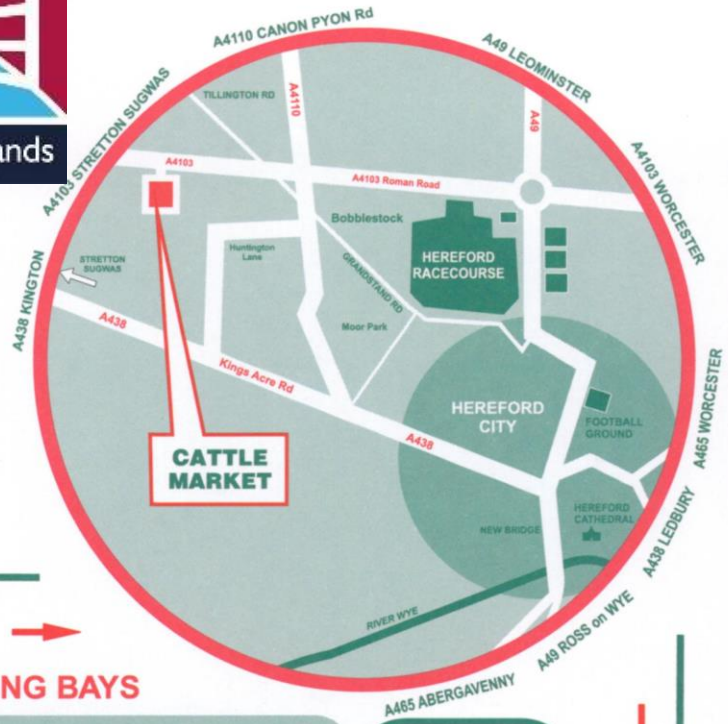 ands
A4110 CANON PYON Rd
A49 LEOMINSTER
A4103 STRETTON SUGWAS
A4103 WORCESTER
TILLINGTON RD
A4110
A49
A4103
A4103 Roman Road
Bobblestock
HEREFORD
RACECOURSE
Huntington
Lane
GRANDSTAND RD
STRETTON
SUGWAS
A438 KINGTON
A438
Moor Park
Kings Acre Rd
HEREFORD
CITY
FOOTBALL
GROUND
A465 WORCESTER
A438
CATTLE
MARKET
NEW BRIDGE
HEREFORD
CATHEDRAL
A438 LEDBURY
RIVER WYE
A49 ROSS on WYE
A465 ABERGAVENNY
NG BAYS